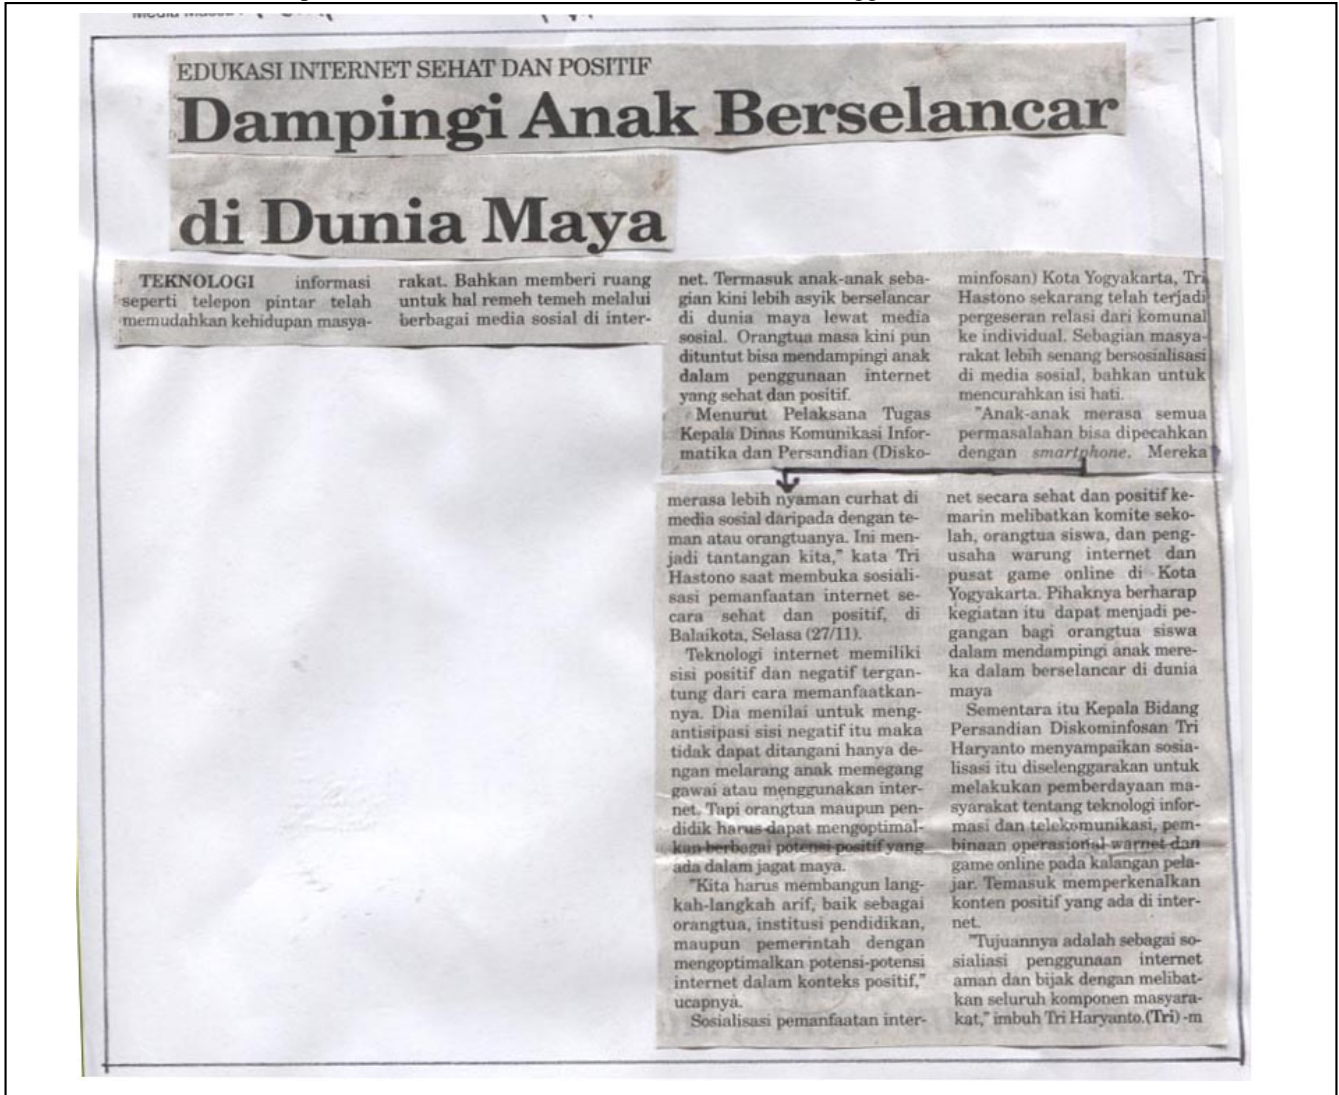 EDUKASI INTERNET SEHAT DAN POSITIF
Dampingi Anak Berselancar
di Dunia Maya
TEKNOLOGI informasi
seperti telepon pintar telah
memudahkan kehidupan masya-
rakat. Bahkan memberi ruang
untuk hal remeh temeh melalui
berbagai media sosial di inter-
net. Termasuk anak-anak seba-
gian kini lebih asyik berselancar
di dunia maya lewat media
sosial. Orangtua masa kini pun
dituntut bisa mendampingi anak
dalam penggunaan internet
yang sehat dan positif.
Menurut Pelaksana Tugas
Kepala Dinas Komunikasi Infor-
matika dan Persandian (Disko-
minfosan) Kota Yogyakarta, Tri
Hastono sekarang telah terjadi
pergeseran relasi dari komunal
ke individual. Sebagian masya-
rakat lebih senang bersosialisasi
di media sosial, bahkan untuk
mencurahkan isi hati.
"Anak-anak merasa semua
permasalahan bisa dipecahkan
dengan smartphone. Mereka
merasa lebih nyaman curhat di
media sosial daripada dengan te-
man atau orangtuanya. Ini men-
jadi tantangan kita," kata Tri
Hastono saat membuka sosiali-
sasi pemanfaatan internet se-
cara sehat dan positif, di
Balaikota, Selasa (27/11).
Teknologi internet memiliki
sisi positif dan negatif tergan-
tung dari cara memanfaatkan-
nya. Dia menilai untuk meng-
antisipasi sisi negatif itu maka
tidak dapat ditangani hanya de-
ngan melarang anak memegang
gawai atau menggunakan inter-
net. Tapi orangtua maupun pen-
didik harus dapat mengoptimal-
kan berbagai potensi positif yang
ada dalam jagat maya.
"Kita harus membangun lang-
kah-langkah arif, baik sebagai
orangtua, institusi pendidikan,
maupun pemerintah dengan
mengoptimalkan potensi-potensi
internet dalam konteks positif,"
ucapnya.
Sosialisasi pemanfaatan inter-
net secara sehat dan positif ke-
marin melibatkan komite seko-
lah, orangtua siswa, dan peng-
usaha warung internet dan
pusat game online di Kota
Yogyakarta. Pihaknya berharap
kegiatan itu dapat menjadi pe-
gangan bagi orangtua siswa
dalam mendampingi anak mere-
ka dalam berselancar di dunia
maya
Sementara itu Kepala Bidang
Persandian Diskominfosan Tri
Haryanto menyampaikan sosia-
lisasi itu diselenggarakan untuk
melakukan pemberdayaan ma-
syarakat tentang teknologi infor-
masi dan telekomunikasi, pem-
binaan operasional warnet dan
game online pada kalangan pela-
jar. Temasuk memperkenalkan
konten positif yang ada di inter-
net.
"Tujuannya adalah sebagai so-
sialiasi penggunaan internet
aman dan bijak dengan melibat-
kan seluruh komponen masyara-
kat," imbuh Tri Haryanto.(Tri) -m